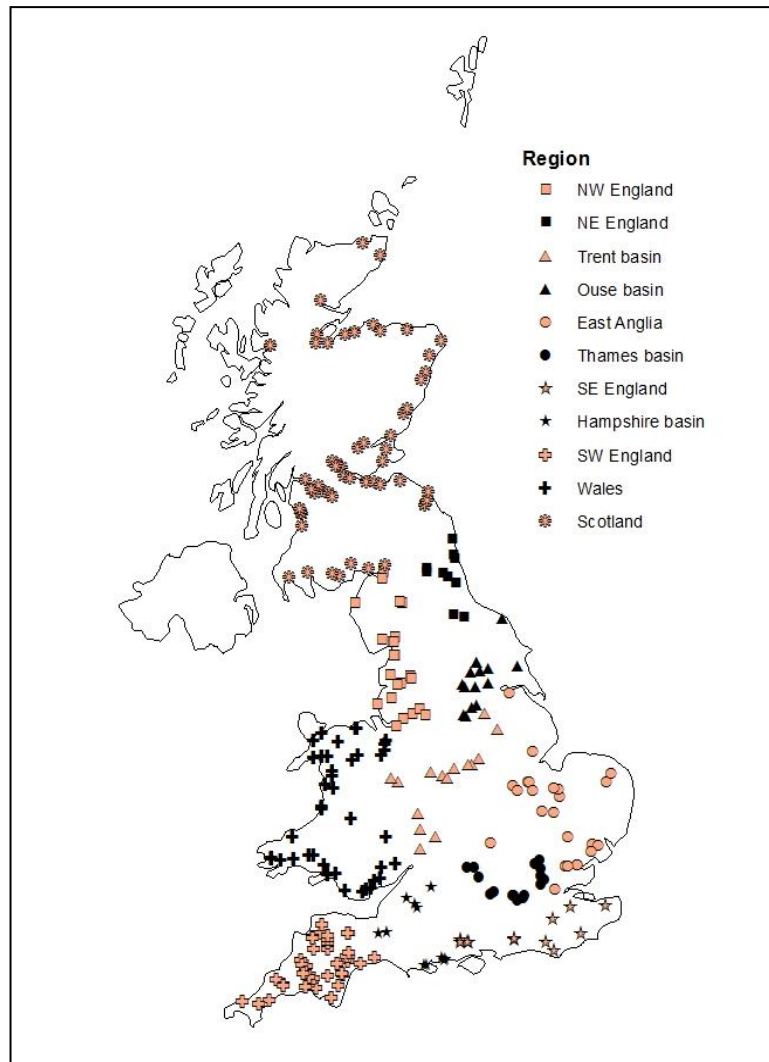 Region
NW England
NE England
Trent basin
Ouse basin
East Anglia
Thames basin
SE England
Hampshire basin
SW England
Wales
Scotland